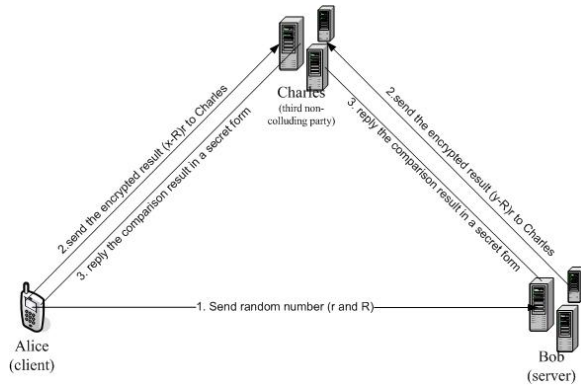 Charles
(third non-
colluding party)
2.send the encrypted result (x-R)r to Charles
3. reply the comparison result in a secret form
2.send the encrypted result (y-R)r to Charles
3. reply the comparison result in a secret form
1. Send random number (r and R)
Alice
(client)
Bob
(server)